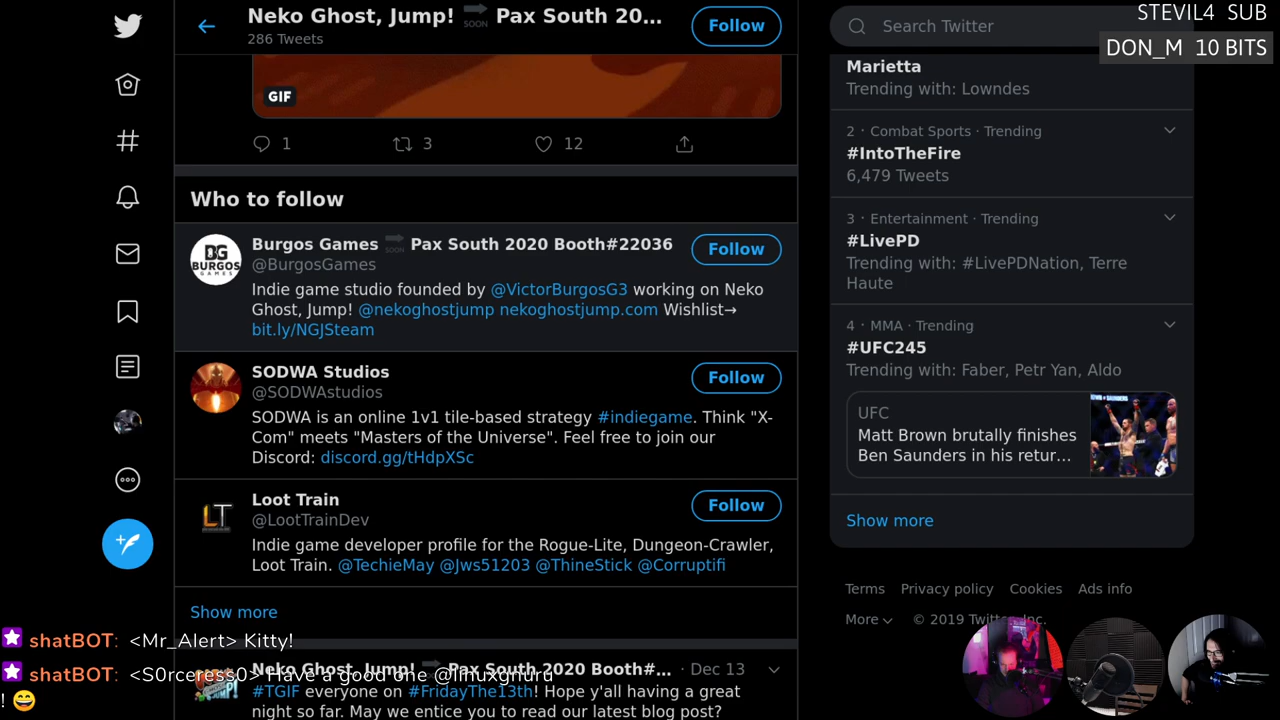 Neko Ghost, Jump! SOON Pax South 20...
286 Tweets
Follow
Search Twitter
STEVIL4 SUB
DON_M 10 BITS
GIF
1
3
12
Who to follow
Burgos Games SOON Pax South 2020 Booth#22036
@BurgosGames
Follow
Indie game studio founded by @VictorBurgosG3 working on Neko
Ghost, Jump! @nekoghostjump nekoghostjump.com Wishlist→
bit.ly/NGJSteam
BG
BURGOS
GAMES
SODWA Studios
@SODWAstudios
Follow
SODWA is an online 1v1 tile-based strategy #indiegame. Think "X-
Com" meets "Masters of the Universe". Feel free to join our
Discord: discord.gg/tHdpXSc
LT
Loot Train
@LootTrainDev
Follow
Indie game developer profile for the Rogue-Lite, Dungeon-Crawler,
Loot Train. @TechieMay @Jws51203 @ThineStick @Corruptifi
Show more
Neko Ghost, Jump! Pax South 2020 Booth#... · Dec 13
#TGIF everyone on #FridayThe13th! Hope y'all having a great
night so far. May we entice you to read our latest blog post?
Marietta
Trending with: Lowndes
2 · Combat Sports · Trending
#IntoTheFire
6,479 Tweets
3 · Entertainment · Trending
#LivePD
Trending with: #LivePDNation, Terre
Haute
4 · MMA · Trending
#UFC245
Trending with: Faber, Petr Yan, Aldo
UFC
Matt Brown brutally finishes
Ben Saunders in his retur...
Show more
Terms Privacy policy Cookies Ads info
More © 2019 Twitter, Inc.
shatBOT: <Mr_Alert> Kitty!
shatBOT: <S0rceress0> Have a good one @linuxgnuru
! 😄